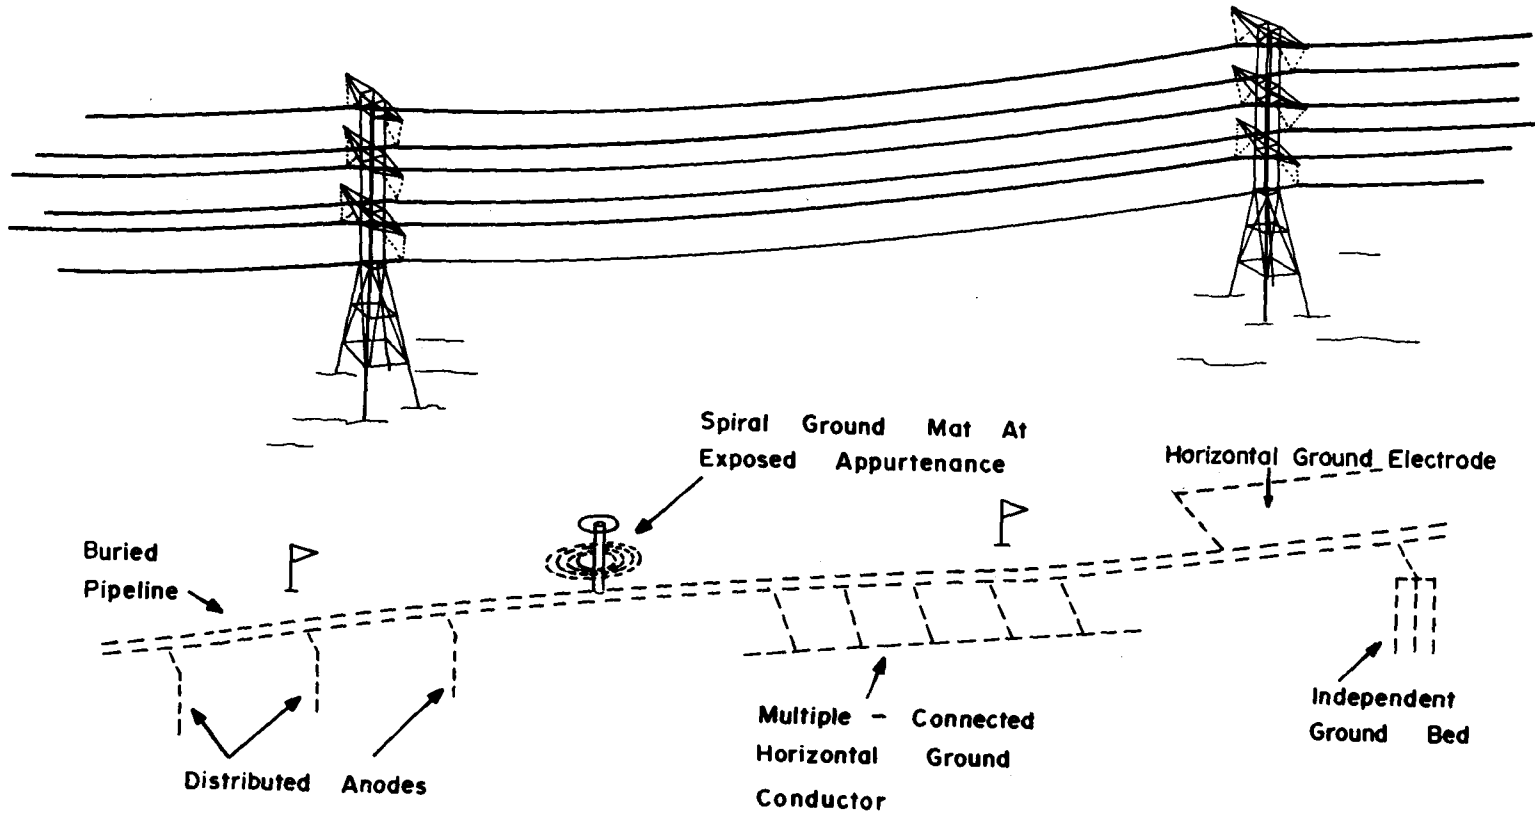 Spiral Ground Mat At
Exposed Appurtenance
Horizontal Ground Electrode
Buried
Pipeline
Distributed Anodes
Multiple - Connected
Horizontal Ground
Conductor
Independent
Ground Bed